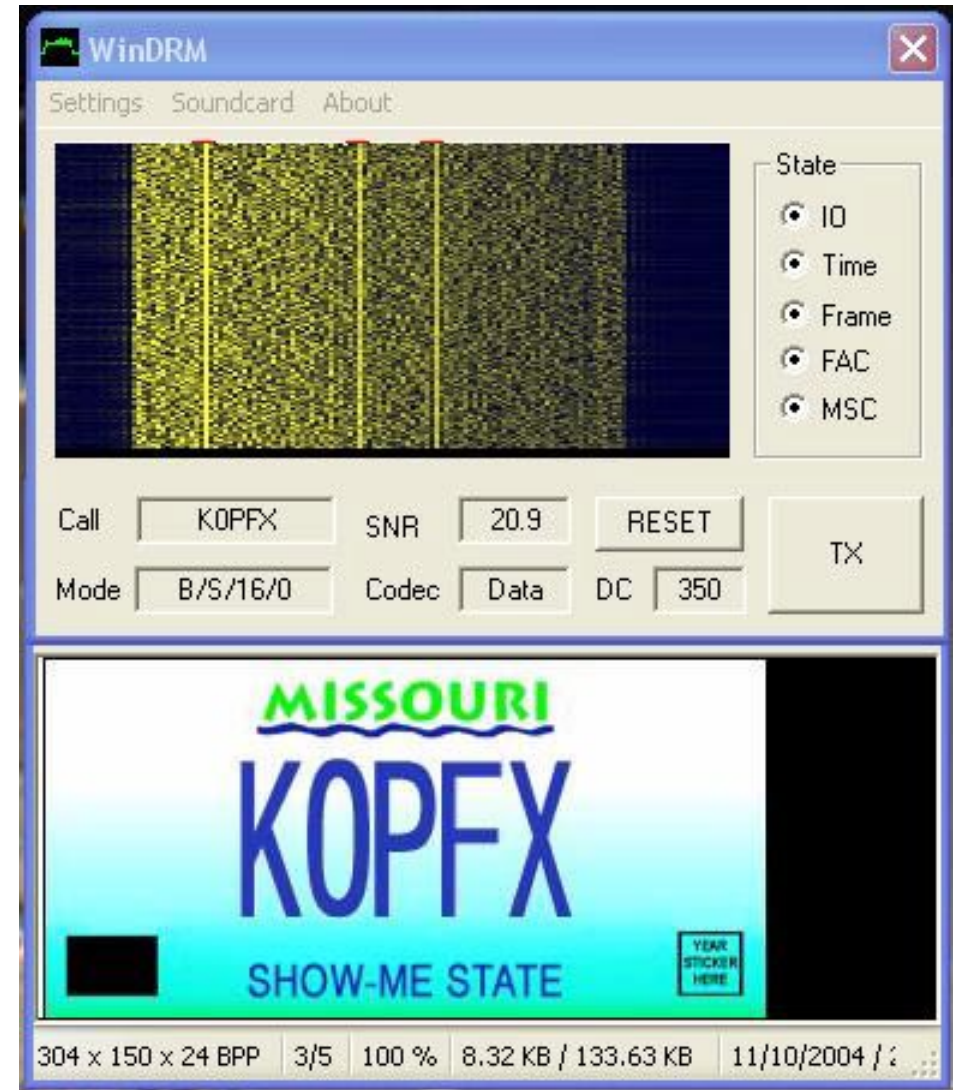 WinDRM
Settings Soundcard About
State
IO
Time
Frame
FAC
MSC
Call K0PFX SNR 20.9 RESET TX
Mode B/S/16/0 Codec Data DC 350
MISSOURI
K0PFX
SHOW-ME STATE
YEAR
STICKER
HERE
304 x 150 x 24 BPP 3/5 100 % 8.32 KB / 133.63 KB 11/10/2004 /